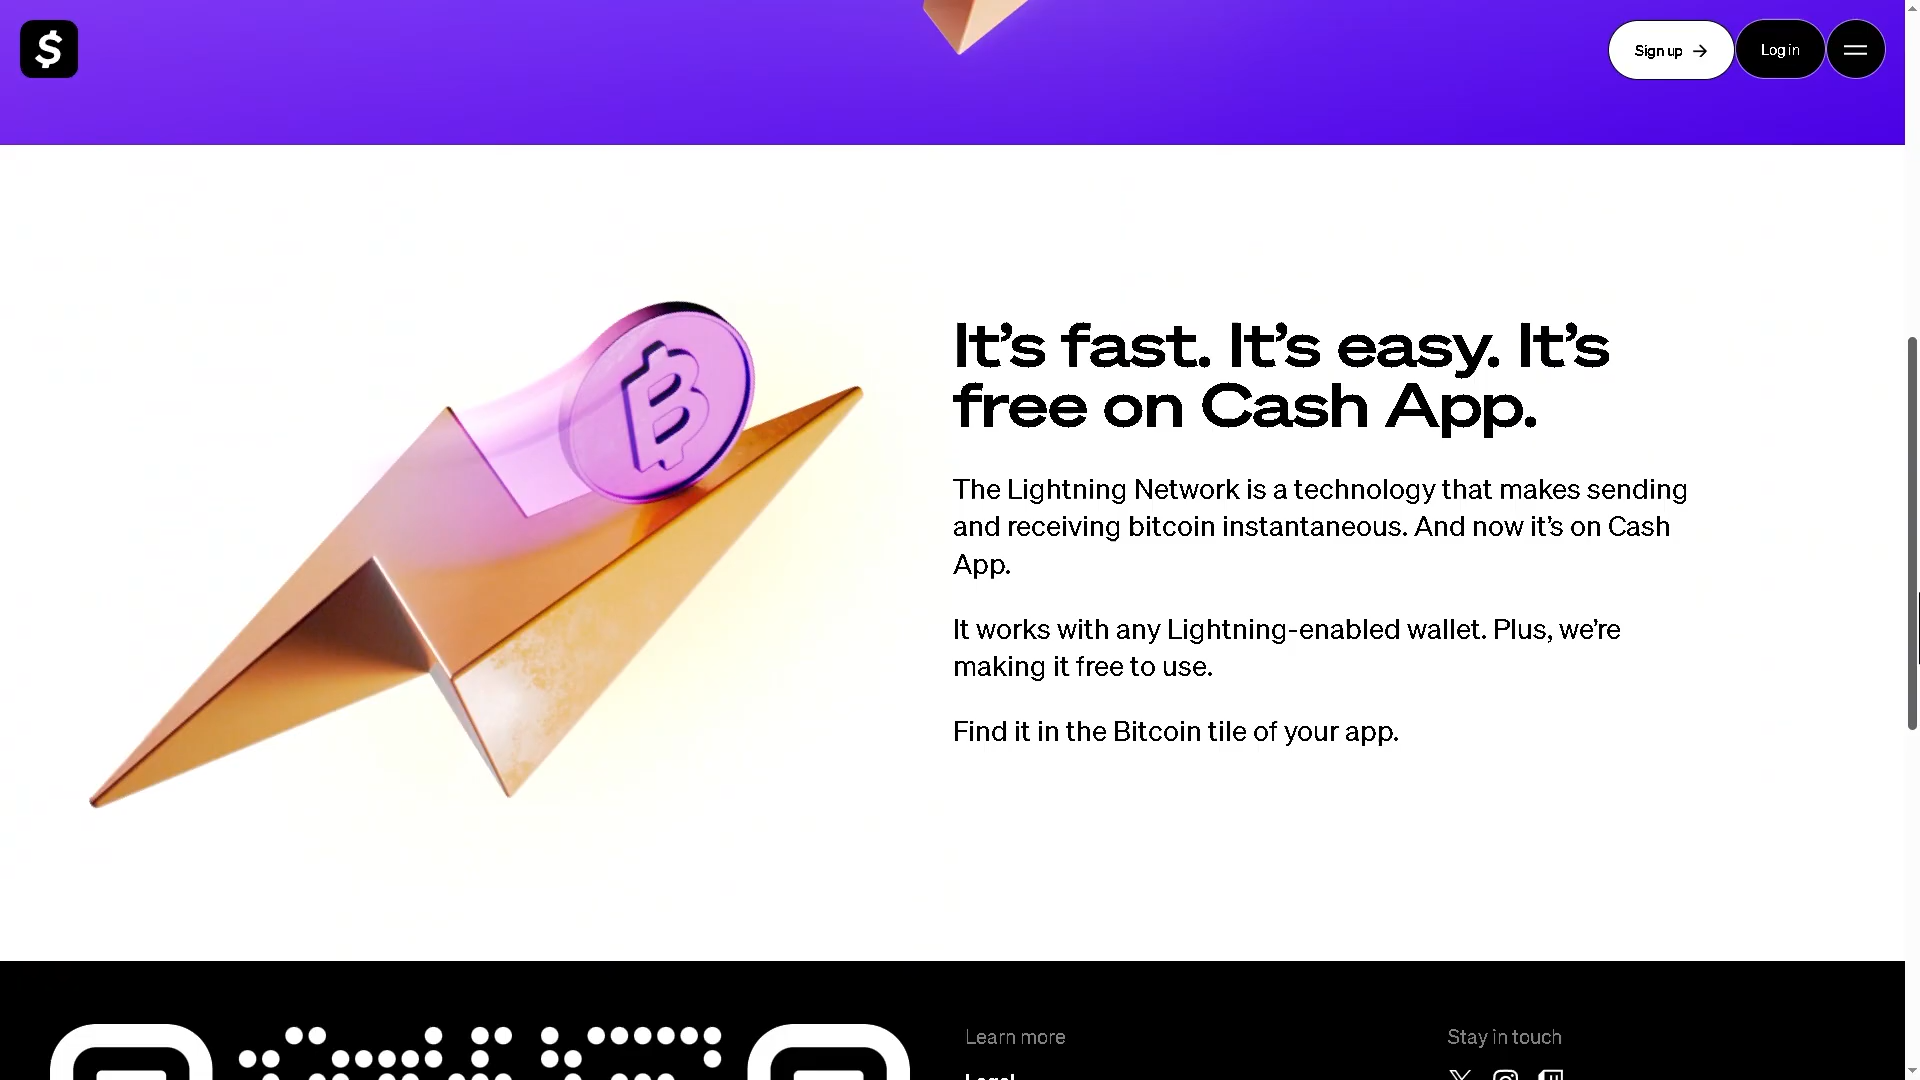 $
Sign up →
Log in
It’s fast. It’s easy. It’s
free on Cash App.
The Lightning Network is a technology that makes sending
and receiving bitcoin instantaneous. And now it’s on Cash
App.
It works with any Lightning-enabled wallet. Plus, we’re
making it free to use.
Find it in the Bitcoin tile of your app.
Learn more
Stay in touch
Legal